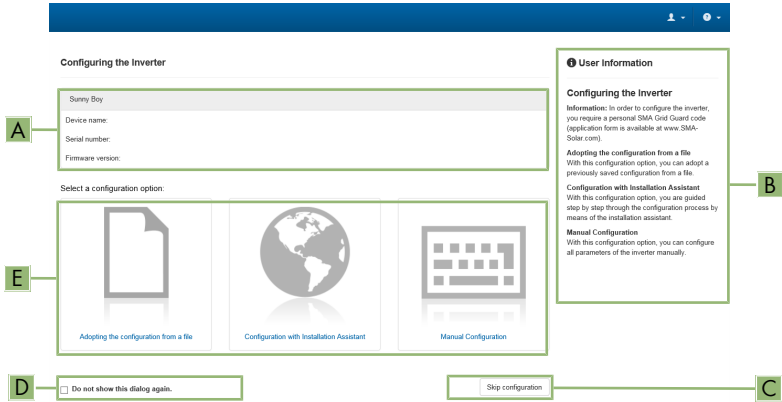 Configuring the Inverter
A
Sunny Boy
Device name:
Serial number:
Firmware version:
Select a configuration option:
E
Adopting the configuration from a file
Configuration with Installation Assistant
Manual Configuration
D
Do not show this dialog again.
Skip configuration
C
User Information
Configuring the Inverter
Information: In order to configure the inverter,
you require a personal SMA Grid Guard code
(application form is available at www.SMA-
Solar.com).
Adopting the configuration from a file
With this configuration option, you can adopt a
previously saved configuration from a file.
Configuration with Installation Assistant
With this configuration option, you are guided
step by step through the configuration process by
means of the installation assistant.
Manual Configuration
With this configuration option, you can configure
all parameters of the inverter manually.
B